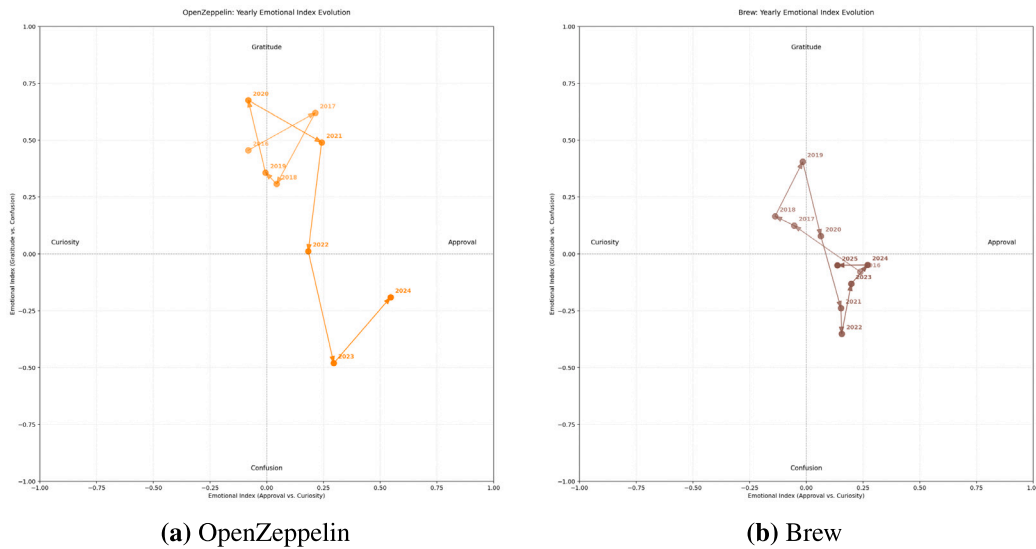 OpenZeppelin: Yearly Emotional Index Evolution
1.00
0.75
0.50
0.25
0.00
−0.25
−0.50
−0.75
−1.00
Emotional Index (Gratitude vs. Confusion)
Gratitude
Curiosity
Approval
Confusion
2020
2017
2021
2016
2019
2018
2022
2024
2023
−1.00 −0.75 −0.50 −0.25 0.00 0.25 0.50 0.75 1.00
Emotional Index (Approval vs. Curiosity)
(a) OpenZeppelin
Brew: Yearly Emotional Index Evolution
1.00
0.75
0.50
0.25
0.00
−0.25
−0.50
−0.75
−1.00
Emotional Index (Gratitude vs. Confusion)
Gratitude
Curiosity
Approval
Confusion
2019
2018
2017
2020
2025
2024
2016
2023
2021
2022
−1.00 −0.75 −0.50 −0.25 0.00 0.25 0.50 0.75 1.00
Emotional Index (Approval vs. Curiosity)
(b) Brew